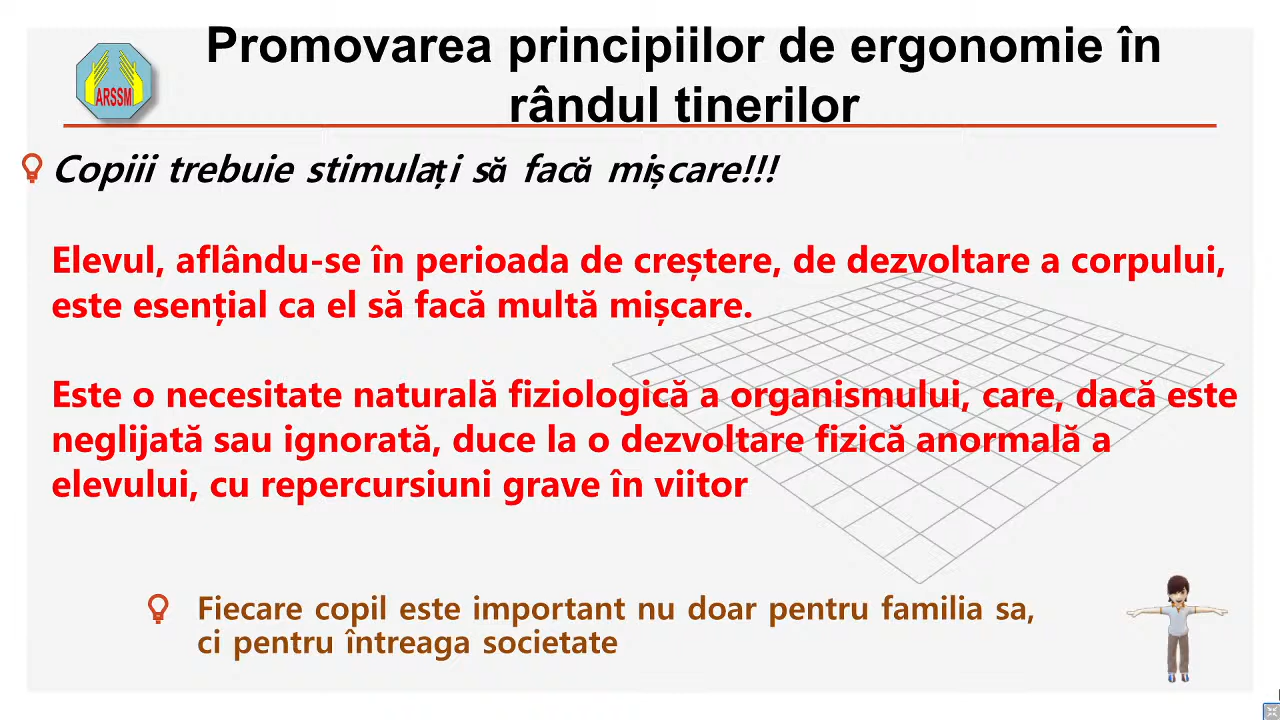 Promovarea principiilor de ergonomie în
rândul tinerilor
ARSSM
Copiii trebuie stimulați să facă mișcare!!!
Elevul, aflându-se în perioada de creștere, de dezvoltare a corpului,
este esențial ca el să facă multă mișcare.
Este o necesitate naturală fiziologică a organismului, care, dacă este
neglijată sau ignorată, duce la o dezvoltare fizică anormală a
elevului, cu repercursiuni grave în viitor
Fiecare copil este important nu doar pentru familia sa,
ci pentru întreaga societate